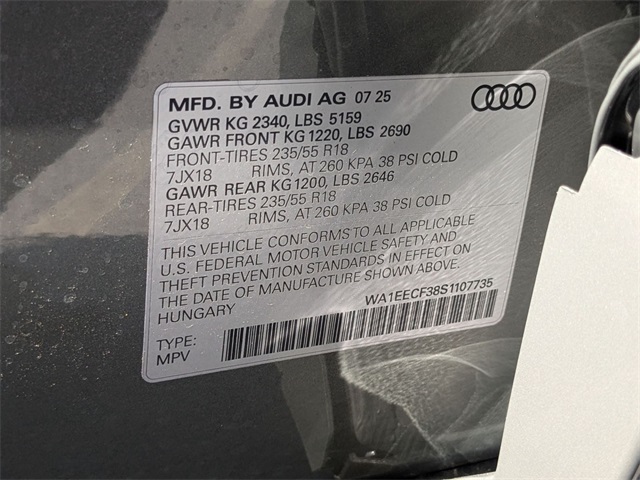 MFD. BY AUDI AG 07 25
GVWR KG 2340, LBS 5159
GAWR FRONT KG 1220, LBS 2690
FRONT-TIRES 235/55 R18
7JX18 RIMS, AT 260 KPA 38 PSI COLD
GAWR REAR KG 1200, LBS 2646
REAR-TIRES 235/55 R18
7JX18 RIMS, AT 260 KPA 38 PSI COLD
THIS VEHICLE CONFORMS TO ALL APPLICABLE
U.S. FEDERAL MOTOR VEHICLE SAFETY AND
THEFT PREVENTION STANDARDS IN EFFECT ON
THE DATE OF MANUFACTURE SHOWN ABOVE.
HUNGARY
WA1EECF38S1107735
TYPE:
MPV